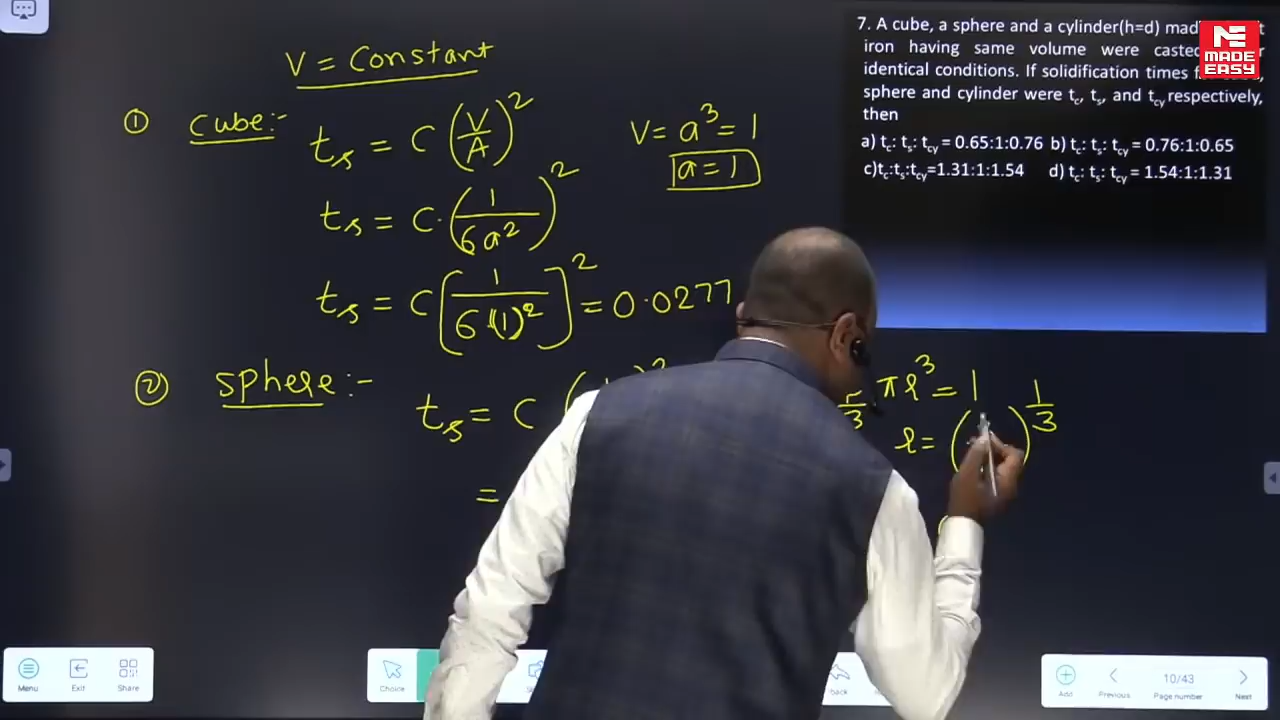 V = Constant
① Cube:-
t_s = C (V/A)^2
V = a^3 = 1
a = 1
t_s = C. (1/6a^2)^2
t_s = C [1/6(1)^2]^2 = 0.0277
② Sphere:-
t_s = C (
π r^3 = 1
r = ( )^1/3
=
7. A cube, a sphere and a cylinder(h=d)
iron having same volume were casted
identical conditions. If solidification times
sphere and cylinder were t_c, t_s, and t_cy respectively,
then
a) t_c: t_s: t_cy = 0.65:1:0.76 b) t_c: t_s: t_cy = 0.76:1:0.65
c)t_c:t_s:t_cy=1.31:1:1.54 d) t_c: t_s: t_cy = 1.54:1:1.31
ME
MADE
EASY
Menu Exit Share
Choice
Add Previous 10/43 Page number Next